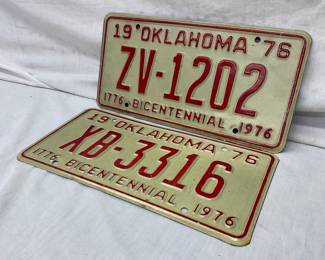 19 OKLAHOMA 76
ZV-1202
1776 BICENTENNIAL 1976
19 OKLAHOMA 76
XB-3316
1776 BICENTENNIAL 1976